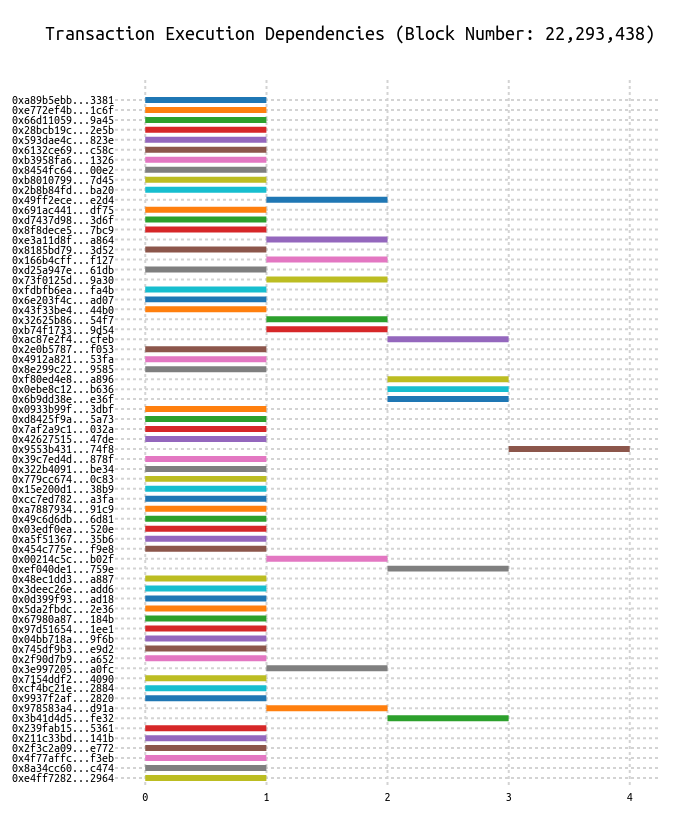 Transaction Execution Dependencies (Block Number: 22,293,438)
0xa89b5ebb...3381
0xe772ef4b...1c6f
0x66d11059...9a45
0x28bcb19c...2e5b
0x593dae4c...823e
0x6132ce69...c58c
0xb3958fa6...1326
0x8454fc64...00e2
0xb8010799...7d45
0x2b8b84fd...ba20
0x49ff2ece...e2d4
0x691ac441...df75
0xd7437d98...3d6f
0x8f8dece5...7bc9
0xe3a11d8f...a864
0x8185bd79...3d52
0x166b4cff...f127
0xd25a947e...61db
0x73f0125d...9a30
0xfdbfb6ea...fa4b
0x6e203f4c...ad07
0x43f33be4...44b0
0x32625b86...54f7
0xb74f1733...9d54
0xac87e2f4...cfeb
0x2e0b5787...f053
0x4912a821...53fa
0x8e299c22...9585
0xf80ed4e8...a896
0x0ebe8c12...b636
0x6b9dd38e...e36f
0x0933b99f...3dbf
0xd8425f9a...5a73
0x7af2a9c1...032a
0x42627515...47de
0x9553b431...74f8
0x39c7ed4d...878f
0x322b4091...be34
0x779cc674...0c83
0x15e200d1...38b9
0xcc7ed782...a3fa
0xa7887934...91c9
0x49c6d6db...6d81
0x03edf0ea...520e
0xa5f51367...35b6
0x454c775e...f9e8
0x00214c5c...b02f
0xef040de1...759e
0x48ec1dd3...a887
0x3deec26e...add6
0x0d399f93...ad18
0x5da2fbdc...2e36
0x67980a87...184b
0x97d51654...1ee1
0x04bb718a...9f6b
0x745df9b3...e9d2
0x2f90d7b9...a652
0x3e997205...a0fc
0x7154ddf2...4090
0xcf4bc21e...2884
0x9937f2af...2820
0x978583a4...d91a
0x3b41d4d5...fe32
0x239fab15...5361
0x211c33bd...141b
0x2f3c2a09...e772
0x4f77affc...f3eb
0x8a34cc60...c474
0xe4ff7282...2964
0 1 2 3 4